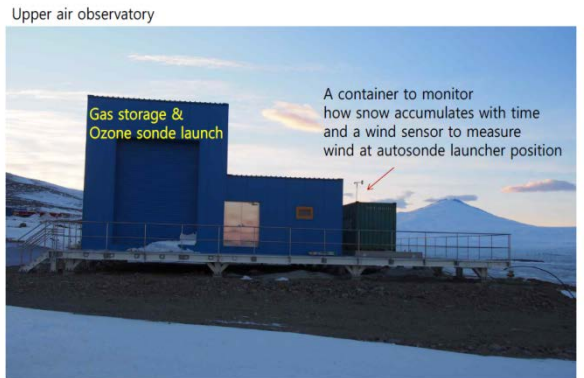 Upper air observatory
Gas storage &
Ozone sonde launch
A container to monitor
how snow accumulates with time
and a wind sensor to measure
wind at autosonde launcher position